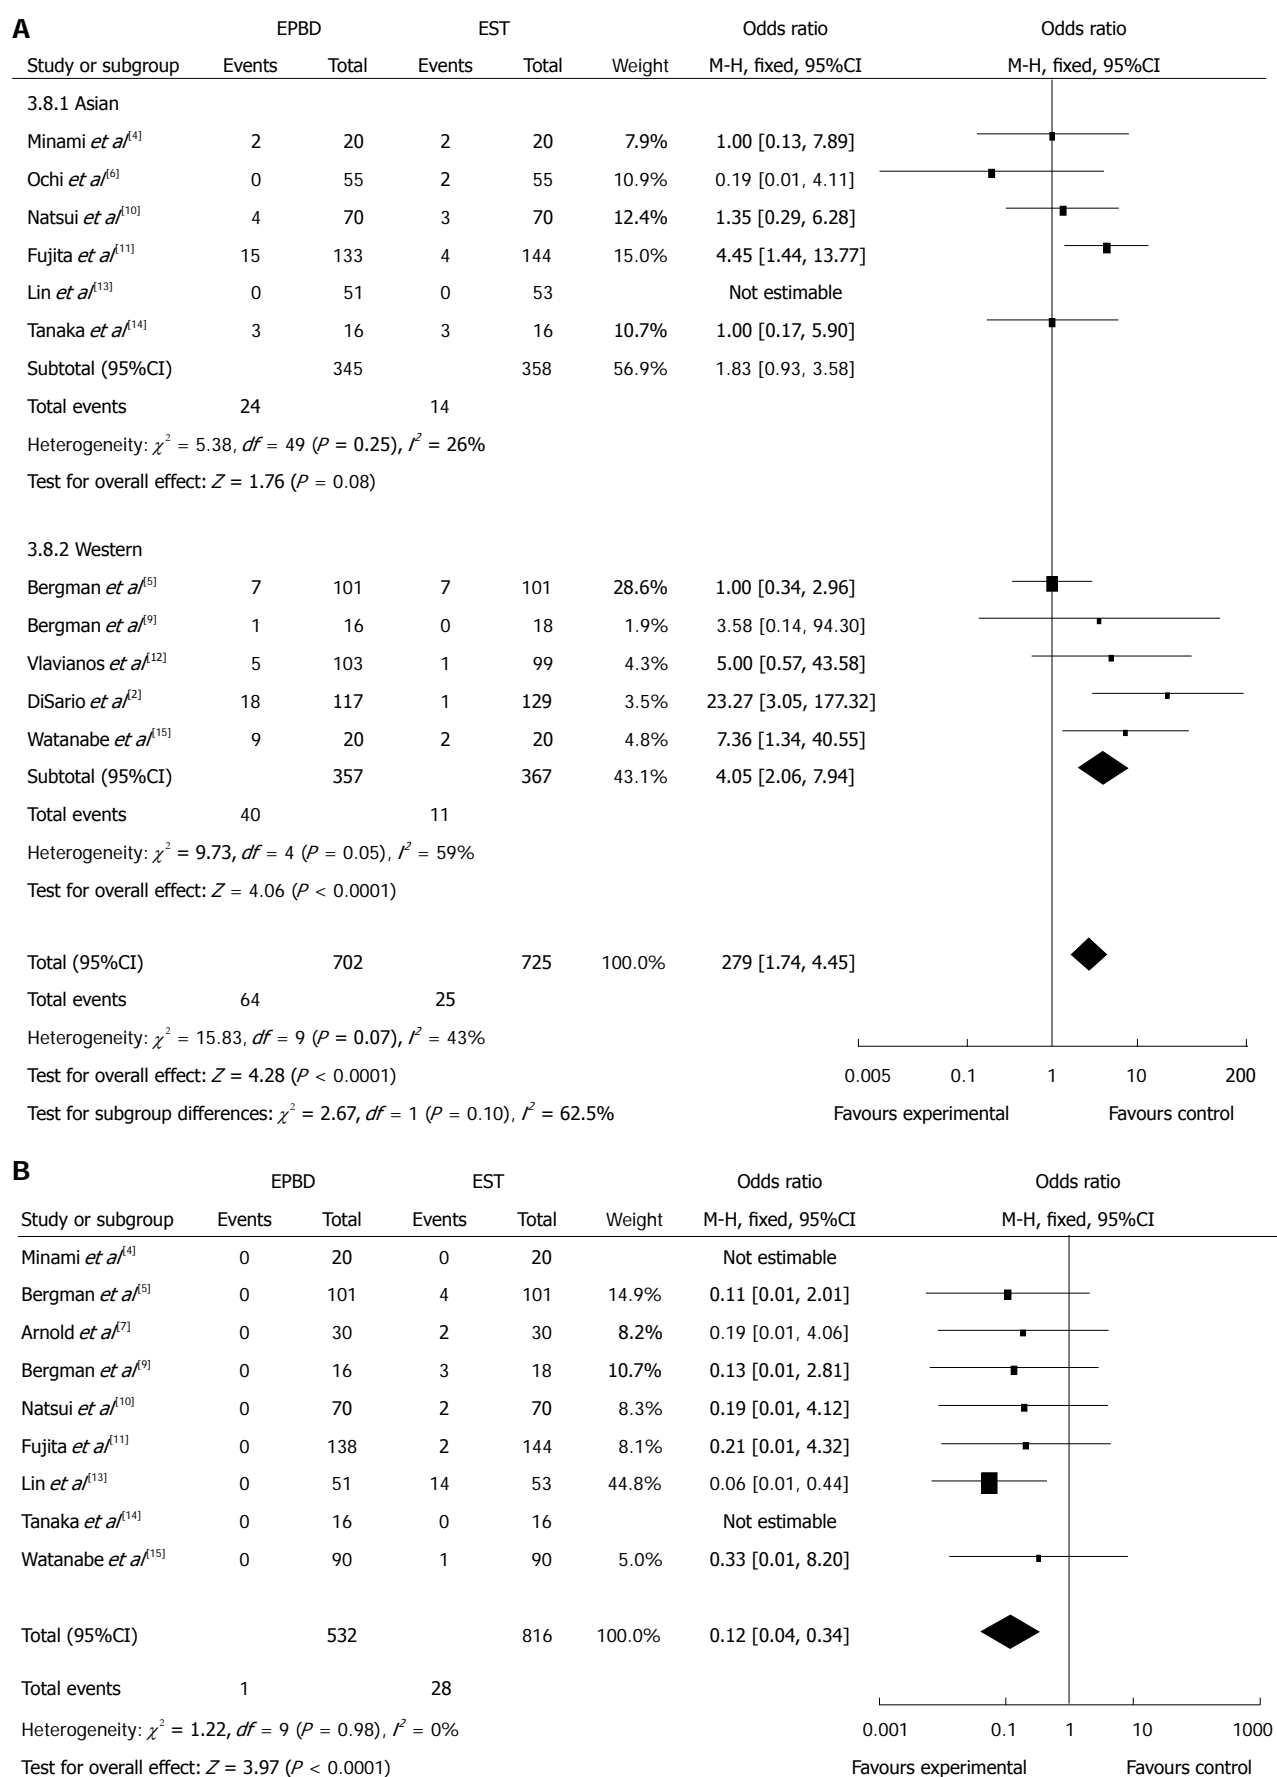 A
EPBD EST Odds ratio Odds ratio
Study or subgroup Events Total Events Total Weight M-H, fixed, 95%CI M-H, fixed, 95%CI
3.8.1 Asian
Minami et al[4] 2 20 2 20 7.9% 1.00 [0.13, 7.89]
Ochi et al[6] 0 55 2 55 10.9% 0.19 [0.01, 4.11]
Natsui et al[10] 4 70 3 70 12.4% 1.35 [0.29, 6.28]
Fujita et al[11] 15 133 4 144 15.0% 4.45 [1.44, 13.77]
Lin et al[13] 0 51 0 53 Not estimable
Tanaka et al[14] 3 16 3 16 10.7% 1.00 [0.17, 5.90]
Subtotal (95%CI) 345 358 56.9% 1.83 [0.93, 3.58]
Total events 24 14
Heterogeneity: χ² = 5.38, df = 49 (P = 0.25), I² = 26%
Test for overall effect: Z = 1.76 (P = 0.08)
3.8.2 Western
Bergman et al[5] 7 101 7 101 28.6% 1.00 [0.34, 2.96]
Bergman et al[9] 1 16 0 18 1.9% 3.58 [0.14, 94.30]
Vlavianos et al[12] 5 103 1 99 4.3% 5.00 [0.57, 43.58]
DiSario et al[2] 18 117 1 129 3.5% 23.27 [3.05, 177.32]
Watanabe et al[15] 9 20 2 20 4.8% 7.36 [1.34, 40.55]
Subtotal (95%CI) 357 367 43.1% 4.05 [2.06, 7.94]
Total events 40 11
Heterogeneity: χ² = 9.73, df = 4 (P = 0.05), I² = 59%
Test for overall effect: Z = 4.06 (P < 0.0001)
Total (95%CI) 702 725 100.0% 279 [1.74, 4.45]
Total events 64 25
Heterogeneity: χ² = 15.83, df = 9 (P = 0.07), I² = 43%
Test for overall effect: Z = 4.28 (P < 0.0001) 0.005 0.1 1 10 200
Test for subgroup differences: χ² = 2.67, df = 1 (P = 0.10), I² = 62.5% Favours experimental Favours control
B
EPBD EST Odds ratio Odds ratio
Study or subgroup Events Total Events Total Weight M-H, fixed, 95%CI M-H, fixed, 95%CI
Minami et al[4] 0 20 0 20 Not estimable
Bergman et al[5] 0 101 4 101 14.9% 0.11 [0.01, 2.01]
Arnold et al[7] 0 30 2 30 8.2% 0.19 [0.01, 4.06]
Bergman et al[9] 0 16 3 18 10.7% 0.13 [0.01, 2.81]
Natsui et al[10] 0 70 2 70 8.3% 0.19 [0.01, 4.12]
Fujita et al[11] 0 138 2 144 8.1% 0.21 [0.01, 4.32]
Lin et al[13] 0 51 14 53 44.8% 0.06 [0.01, 0.44]
Tanaka et al[14] 0 16 0 16 Not estimable
Watanabe et al[15] 0 90 1 90 5.0% 0.33 [0.01, 8.20]
Total (95%CI) 532 816 100.0% 0.12 [0.04, 0.34]
Total events 1 28
Heterogeneity: χ² = 1.22, df = 9 (P = 0.98), I² = 0% 0.001 0.1 1 10 1000
Test for overall effect: Z = 3.97 (P < 0.0001) Favours experimental Favours control